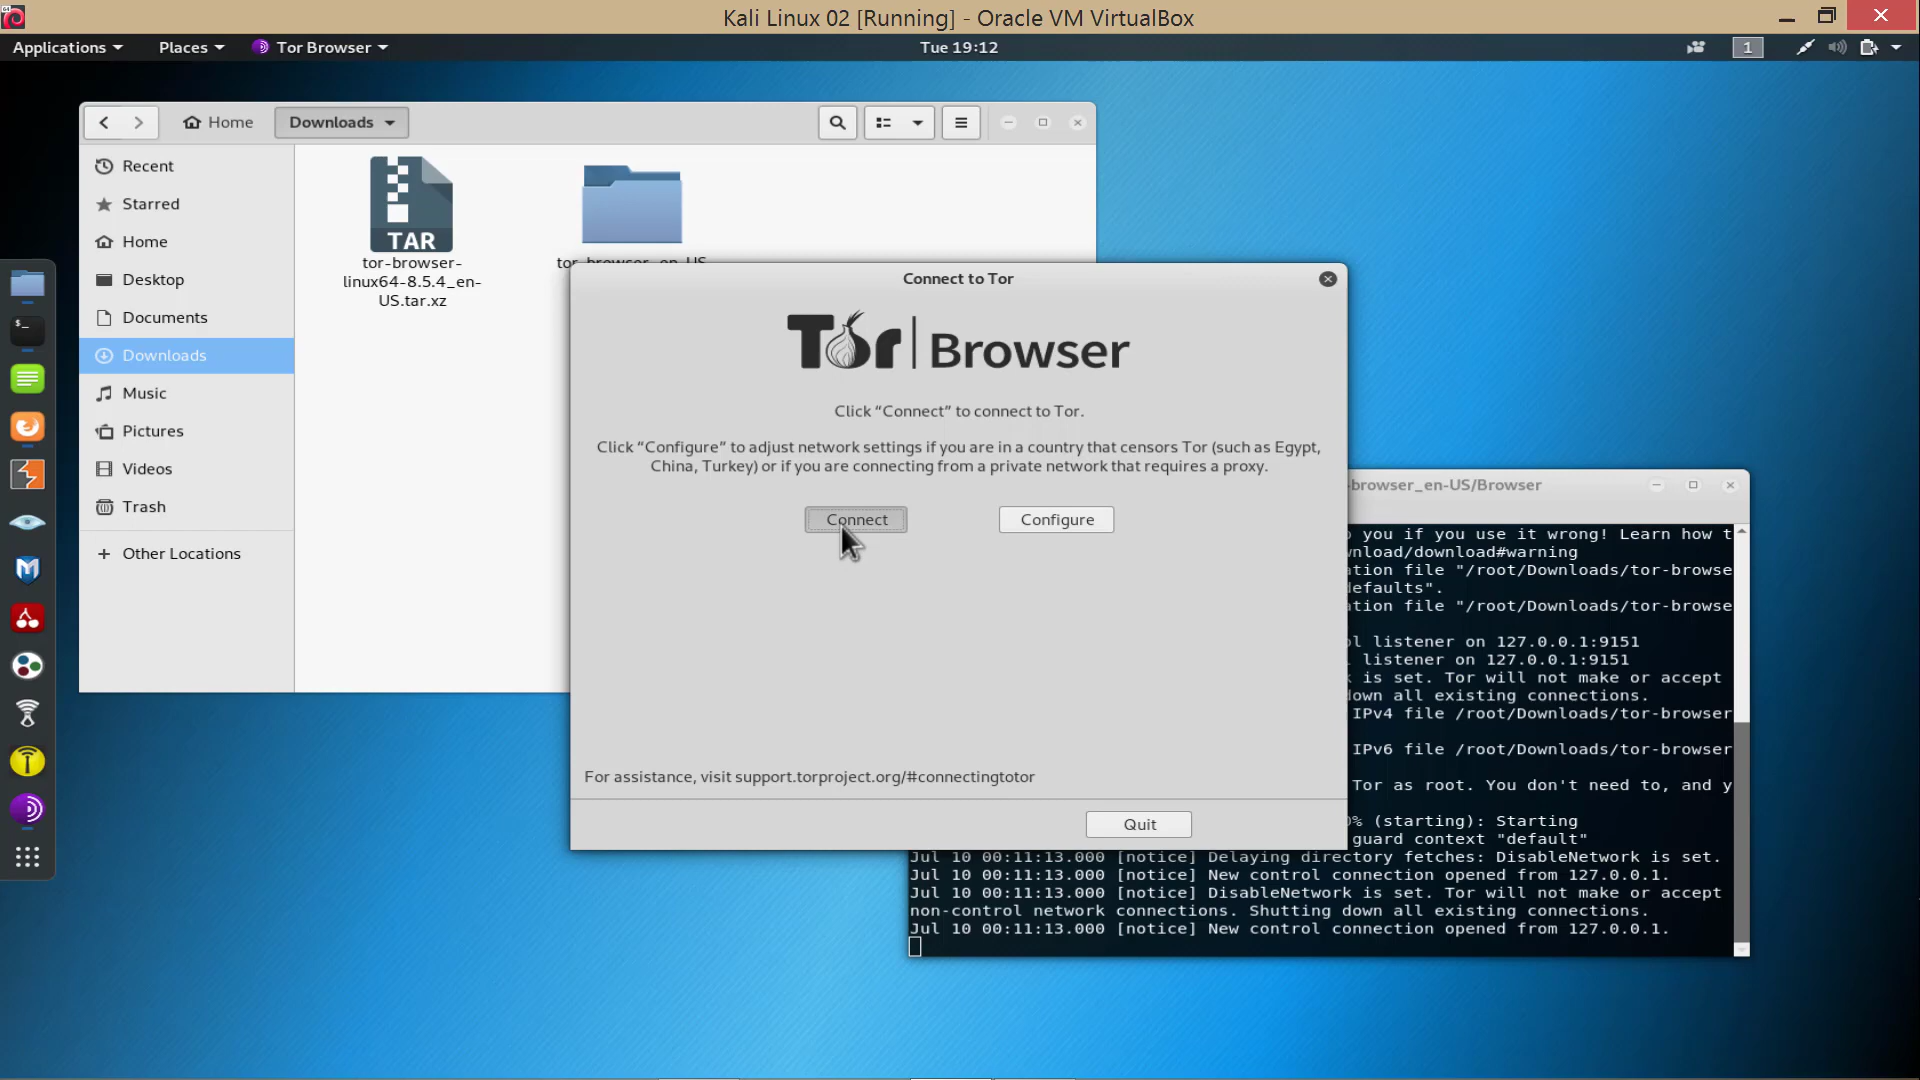 Kali Linux 02 [Running] - Oracle VM VirtualBox
Applications Places Tor Browser Tue 19:12 1
Home Downloads
Recent
Starred
Home
Desktop
Documents
Downloads
Music
Pictures
Videos
Trash
Other Locations
TAR
tor-browser-
linux64-8.5.4_en-
US.tar.xz
tor-browser_en-US
Connect to Tor
Tor Browser
Click “Connect” to connect to Tor.
Click “Configure” to adjust network settings if you are in a country that censors Tor (such as Egypt,
China, Turkey) or if you are connecting from a private network that requires a proxy.
Connect Configure
For assistance, visit support.torproject.org/#connectingtotor
Quit
-browser_en-US/Browser
you if you use it wrong! Learn how t
wnload/download#warning
ation file "/root/Downloads/tor-browse
defaults".
ation file "/root/Downloads/tor-browse
ol listener on 127.0.0.1:9151
l listener on 127.0.0.1:9151
k is set. Tor will not make or accept
down all existing connections.
IPv4 file /root/Downloads/tor-browser
IPv6 file /root/Downloads/tor-browser
Tor as root. You don't need to, and y
0% (starting): Starting
guard context "default"
Jul 10 00:11:13.000 [notice] Delaying directory fetches: DisableNetwork is set.
Jul 10 00:11:13.000 [notice] New control connection opened from 127.0.0.1.
Jul 10 00:11:13.000 [notice] DisableNetwork is set. Tor will not make or accept
non-control network connections. Shutting down all existing connections.
Jul 10 00:11:13.000 [notice] New control connection opened from 127.0.0.1.